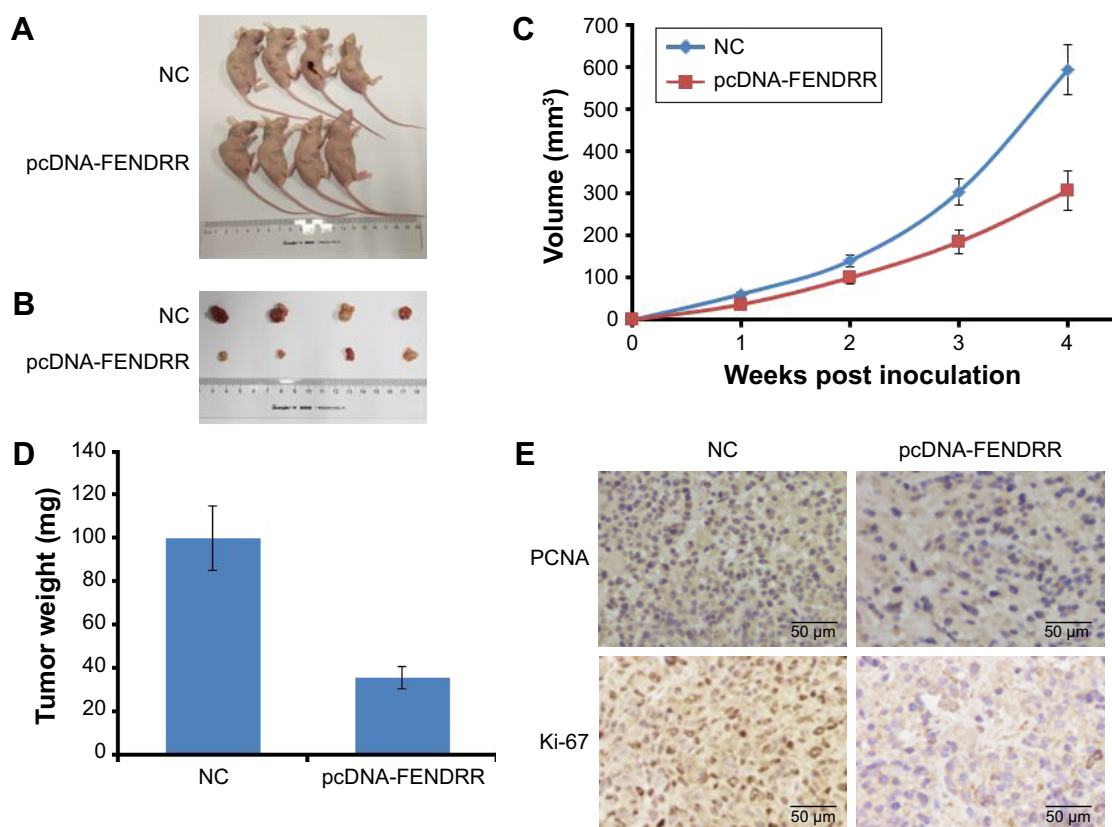 A
NC
pcDNA-FENDRR
B
NC
pcDNA-FENDRR
C
NC
pcDNA-FENDRR
Volume (mm³)
700
600
500
400
300
200
100
0
0 1 2 3 4
Weeks post inoculation
D
Tumor weight (mg)
140
120
100
80
60
40
20
0
NC pcDNA-FENDRR
E
NC pcDNA-FENDRR
PCNA
50 µm 50 µm
Ki-67
50 µm 50 µm